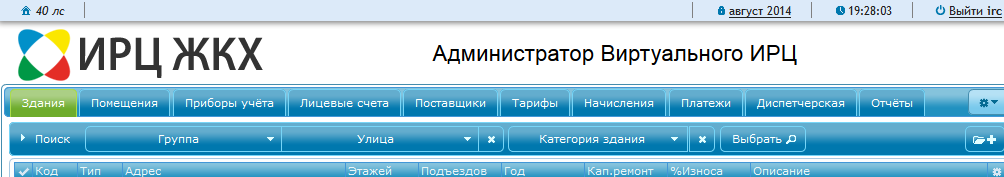 40 лс август 2014 19:28:03 Выйти irc
ИРЦ ЖКХ Администратор Виртуального ИРЦ
Здания Помещения Приборы учёта Лицевые счета Поставщики Тарифы Начисления Платежи Диспетчерская Отчёты
Поиск Группа Улица Категория здания Выбрать
Код Тип Адрес Этажей Подъездов Год Кап.ремонт %Износа Описание